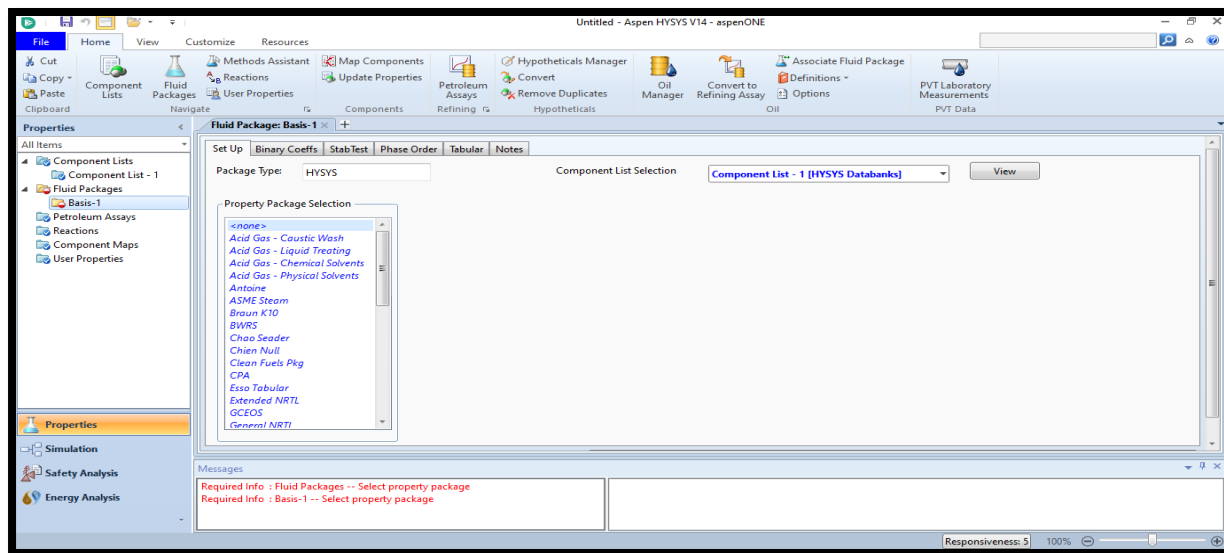 Untitled - Aspen HYSYS V14 - aspenONE
File Home View Customize Resources
Cut
Copy
Paste
Clipboard
Component Lists
Fluid Packages
Methods Assistant
Reactions
User Properties
Navigate
Map Components
Update Properties
Components
Petroleum Assays
Refining
Hypotheticals Manager
Convert
Remove Duplicates
Hypotheticals
Oil Manager
Convert to Refining Assay
Associate Fluid Package
Definitions
Options
Oil
PVT Laboratory Measurements
PVT Data
Properties
All Items
Component Lists
Component List - 1
Fluid Packages
Basis-1
Petroleum Assays
Reactions
Component Maps
User Properties
Properties
Simulation
Safety Analysis
Energy Analysis
Fluid Package: Basis-1
Set Up Binary Coeffs StabTest Phase Order Tabular Notes
Package Type: HYSYS Component List Selection Component List - 1 [HYSYS Databanks] View
Property Package Selection
<none>
Acid Gas - Caustic Wash
Acid Gas - Liquid Treating
Acid Gas - Chemical Solvents
Acid Gas - Physical Solvents
Antoine
ASME Steam
Braun K10
BWRS
Chao Seader
Chien Null
Clean Fuels Pkg
CPA
Esso Tabular
Extended NRTL
GCEOS
General NRTL
Messages
Required Info : Fluid Packages -- Select property package
Required Info : Basis-1 -- Select property package
Responsiveness: 5 100%